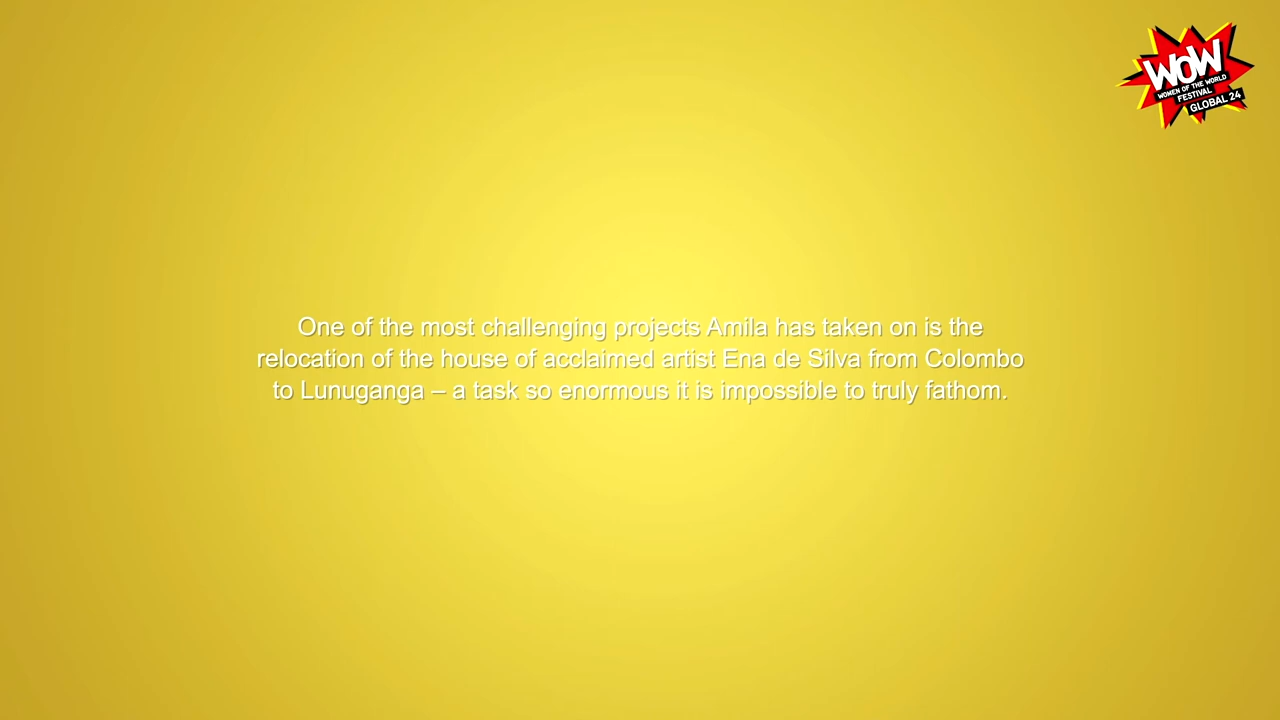 WOW
WOMEN OF THE WORLD
FESTIVAL
GLOBAL 24
One of the most challenging projects Amila has taken on is the
relocation of the house of acclaimed artist Ena de Silva from Colombo
to Lunuganga – a task so enormous it is impossible to truly fathom.